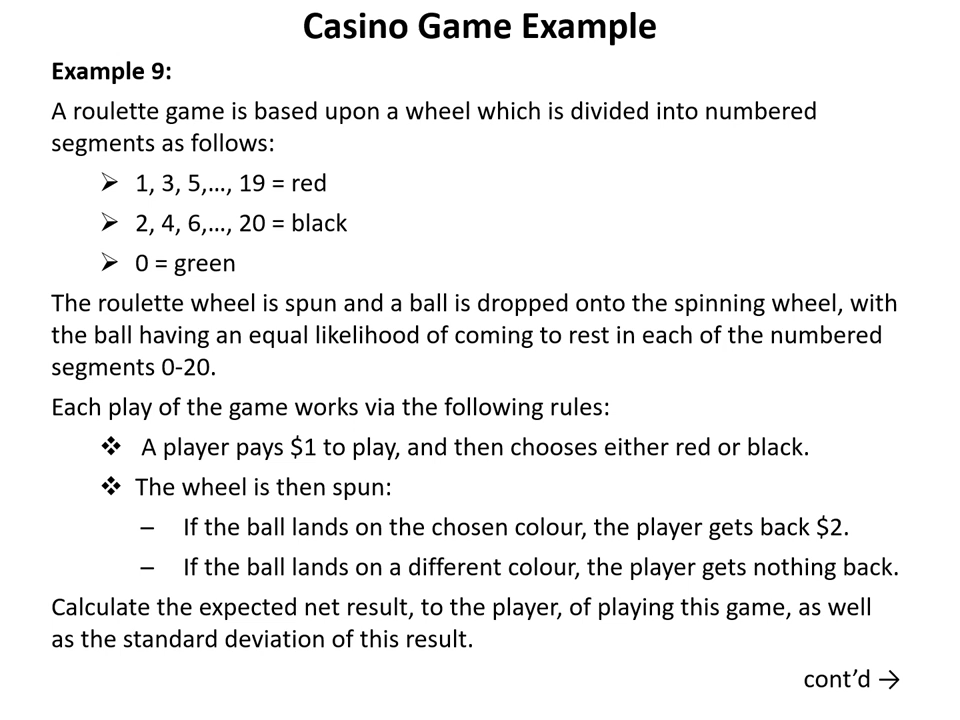 Casino Game Example
Example 9:
A roulette game is based upon a wheel which is divided into numbered
segments as follows:
➢ 1, 3, 5,…, 19 = red
➢ 2, 4, 6,…, 20 = black
➢ 0 = green
The roulette wheel is spun and a ball is dropped onto the spinning wheel, with
the ball having an equal likelihood of coming to rest in each of the numbered
segments 0-20.
Each play of the game works via the following rules:
❖ A player pays $1 to play, and then chooses either red or black.
❖ The wheel is then spun:
– If the ball lands on the chosen colour, the player gets back $2.
– If the ball lands on a different colour, the player gets nothing back.
Calculate the expected net result, to the player, of playing this game, as well
as the standard deviation of this result.
cont’d →